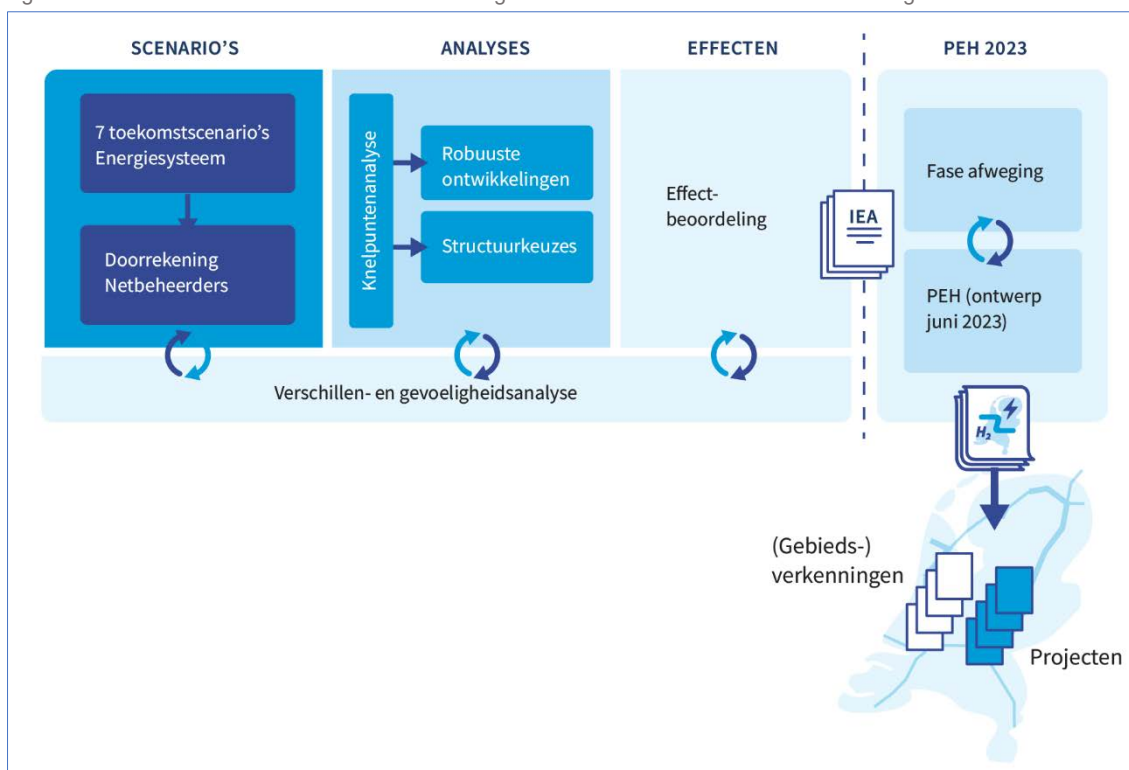 SCENARIO'S
ANALYSES
EFFECTEN
PEH 2023
7 toekomstscenario's
Energiesysteem
Doorrekening
Netbeheerders
Knelpuntenanalyse
Robuuste
ontwikkelingen
Structuurkeuzes
Effect-
beoordeling
IEA
Fase afweging
PEH (ontwerp
juni 2023)
Verschillen- en gevoeligheidsanalyse
H2
(Gebieds-)
verkenningen
Projecten